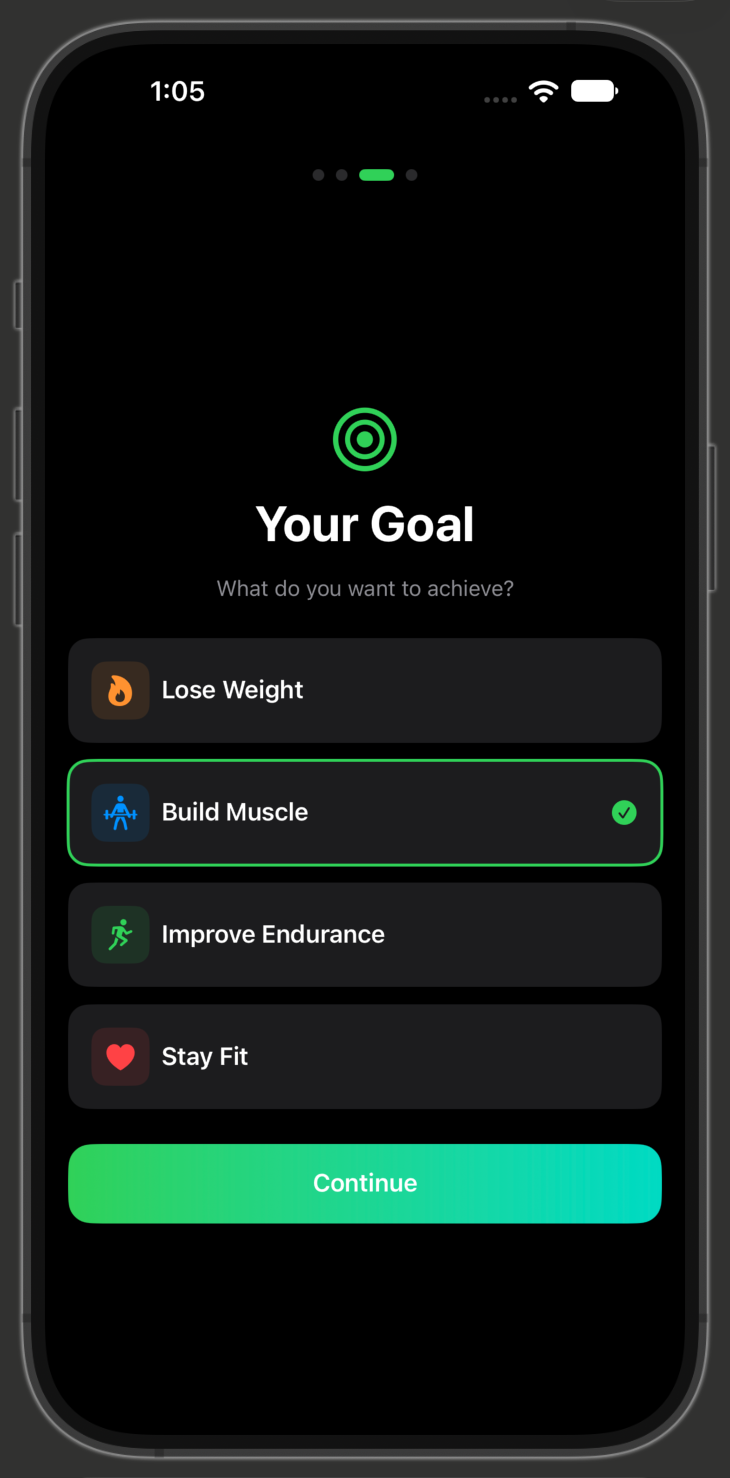 1:05
Your Goal
What do you want to achieve?
Lose Weight
Build Muscle
Improve Endurance
Stay Fit
Continue